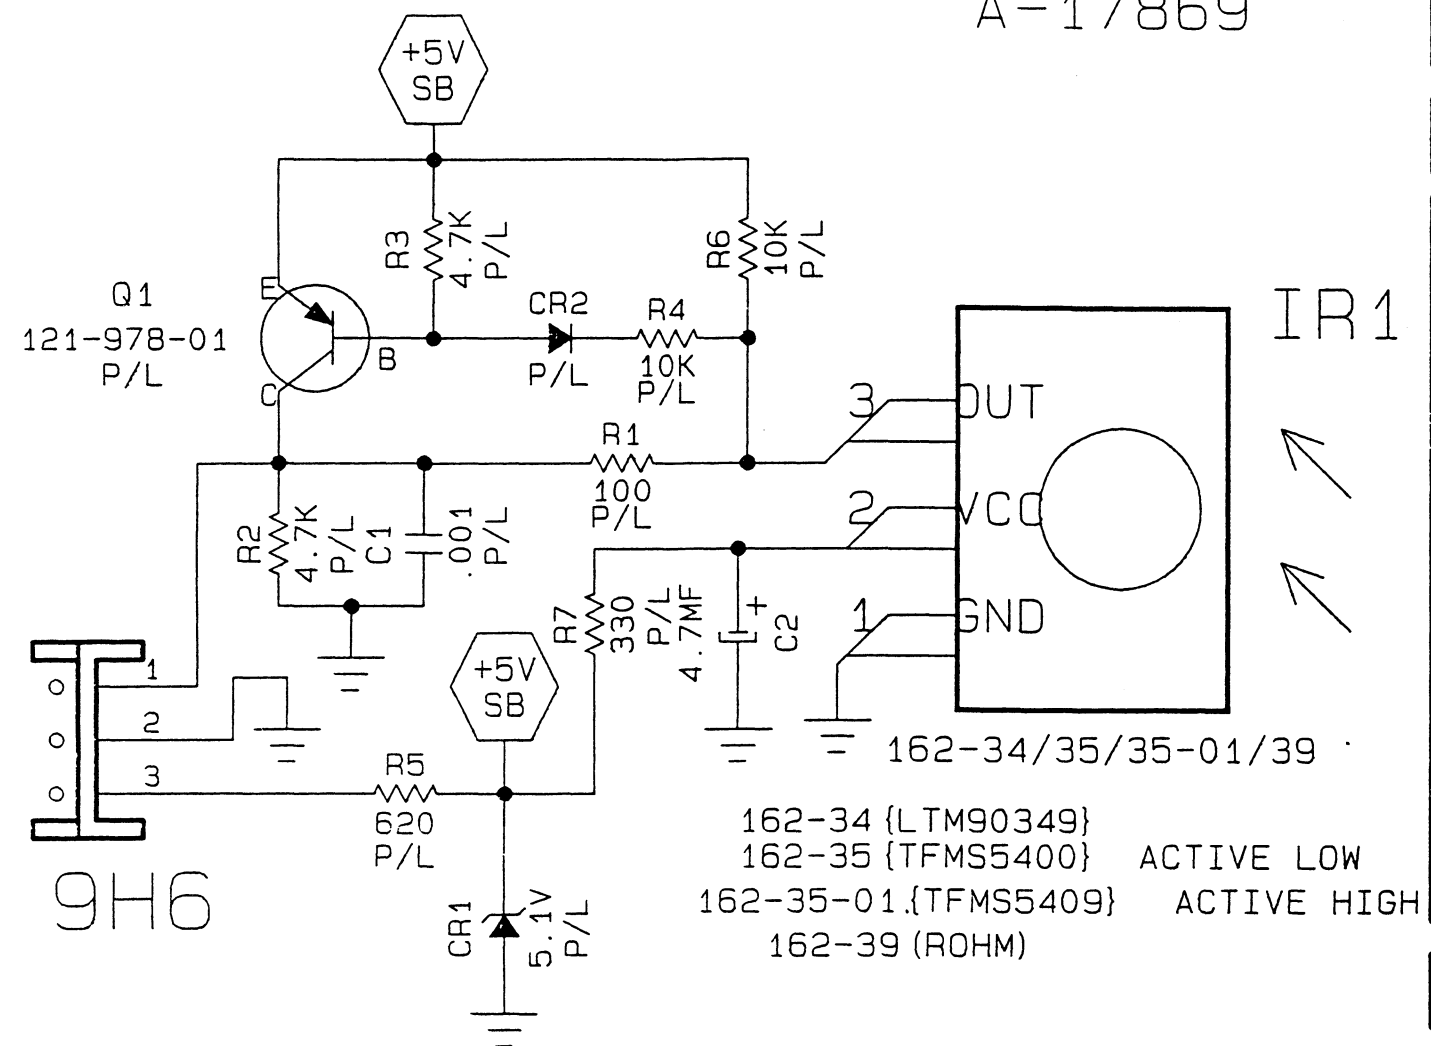 A-17869
+5V
SB
R3
4.7K
P/L
R6
10K
P/L
Q1
121-978-01
P/L
E
B
C
CR2
P/L
R4
10K
P/L
IR1
3
OUT
2
VCC
1
GND
R1
100
P/L
R2
4.7K
P/L
C1
.001
P/L
R7
330
P/L
4.7MF
+
C2
+5V
SB
1
2
3
R5
620
P/L
9H6
CR1
5.1V
P/L
162-34/35/35-01/39
162-34 {LTM90349}
162-35 {TFMS5400} ACTIVE LOW
162-35-01.{TFMS5409} ACTIVE HIGH
162-39 (ROHM)